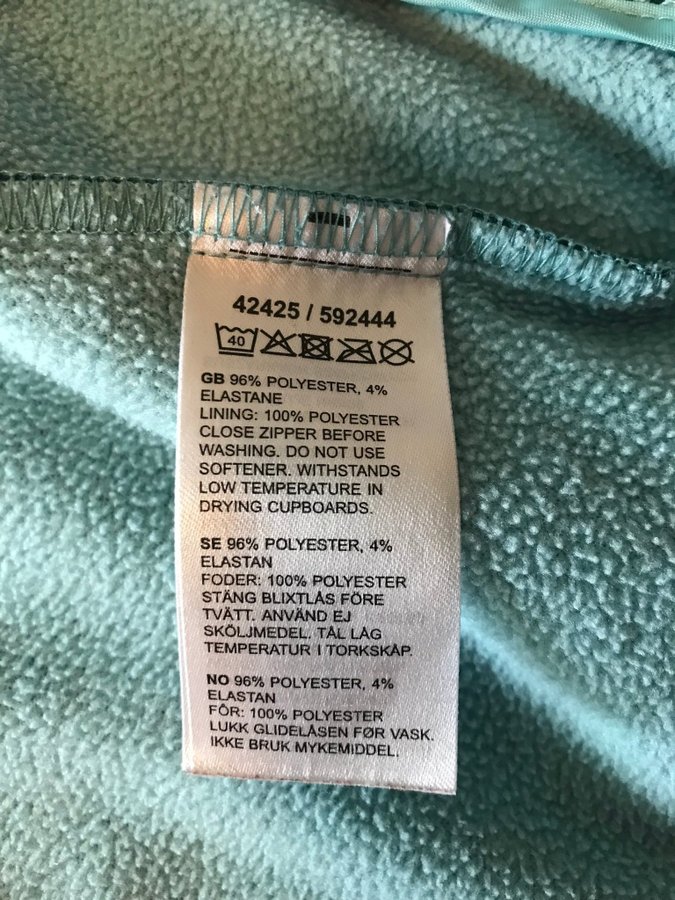 42425 / 592444
40
GB 96% POLYESTER, 4%
ELASTANE
LINING: 100% POLYESTER
CLOSE ZIPPER BEFORE
WASHING. DO NOT USE
SOFTENER. WITHSTANDS
LOW TEMPERATURE IN
DRYING CUPBOARDS.
SE 96% POLYESTER, 4%
ELASTAN
FODER: 100% POLYESTER
STÄNG BLIXTLÅS FÖRE
TVÄTT. ANVÄND EJ
SKÖLJMEDEL. TÅL LÅG
TEMPERATUR I TORKSKÅP.
NO 96% POLYESTER, 4%
ELASTAN
FÔR: 100% POLYESTER
LUKK GLIDELÅSEN FØR VASK.
IKKE BRUK MYKEMIDDEL.